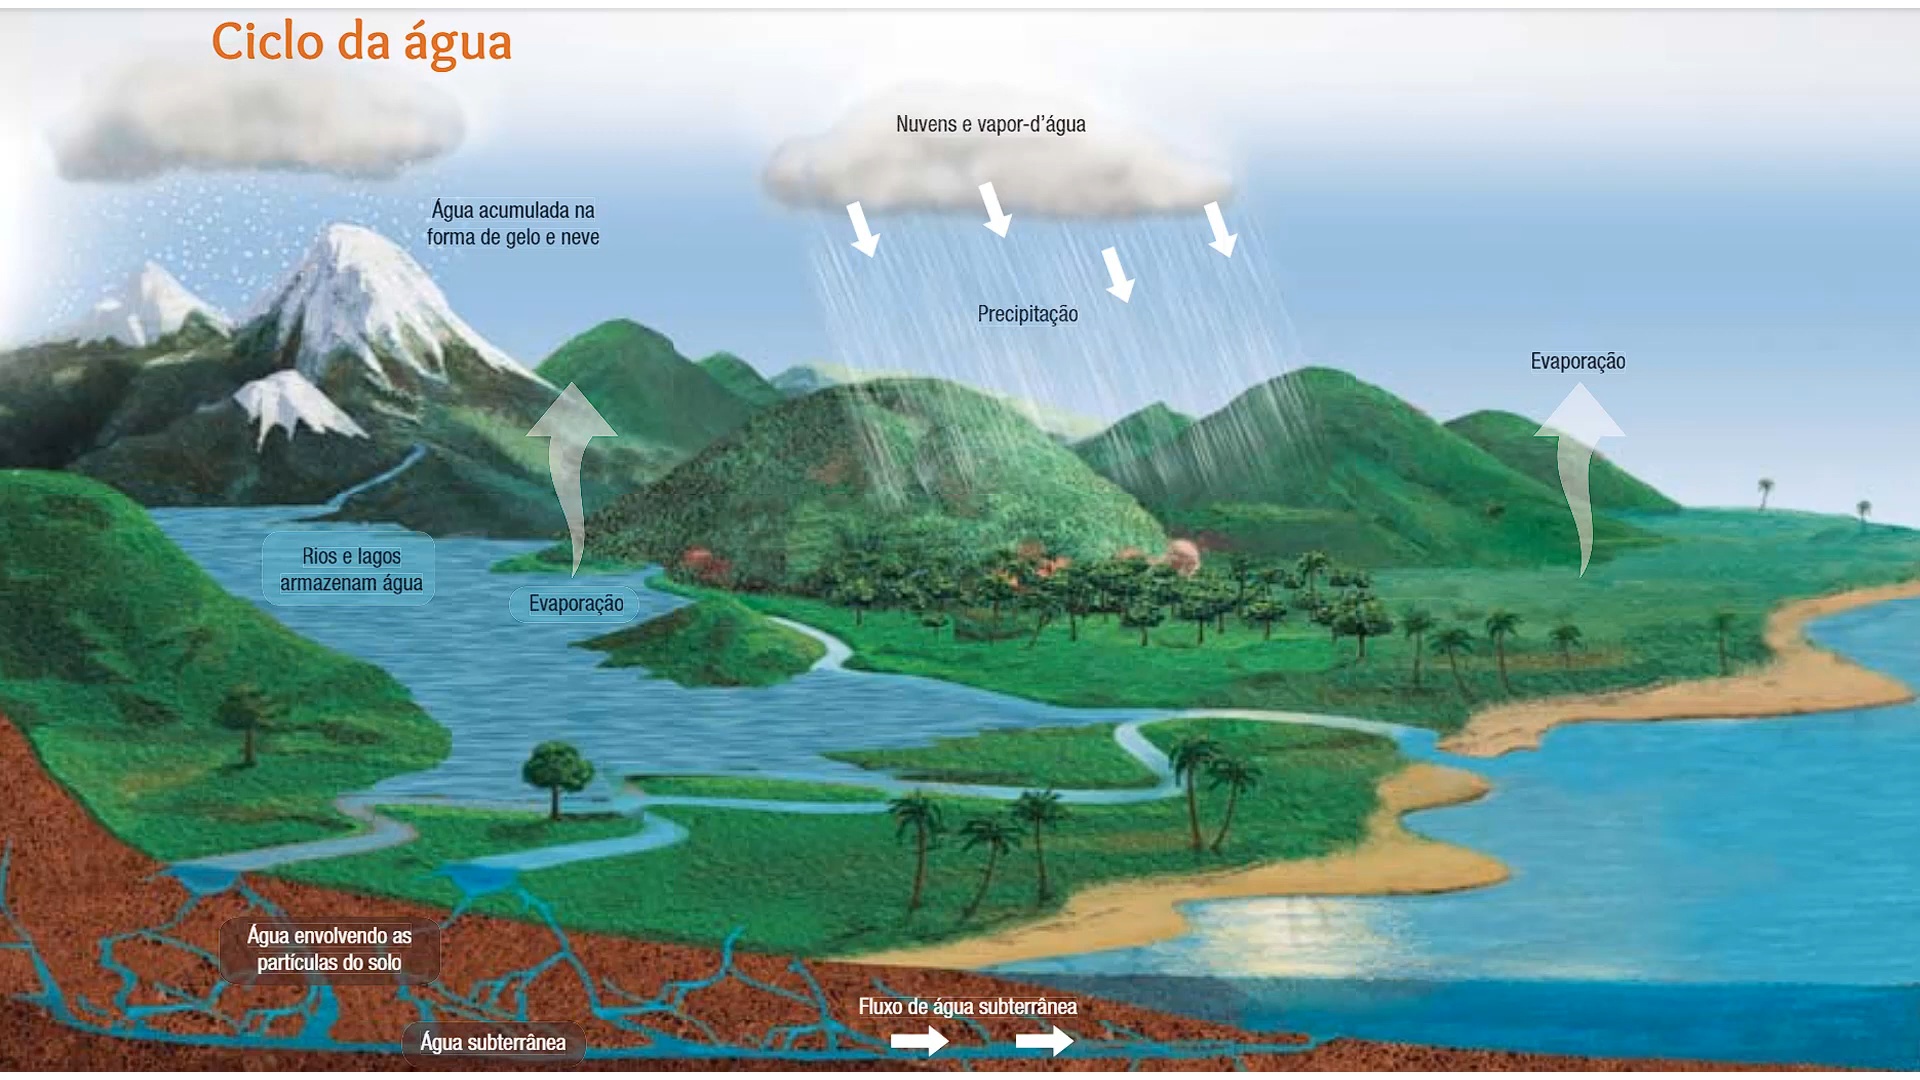 Ciclo da água
Nuvens e vapor-d’água
Água acumulada na
forma de gelo e neve
Precipitação
Evaporação
Rios e lagos
armazenam água
Evaporação
Água envolvendo as
partículas do solo
Fluxo de água subterrânea
Água subterrânea